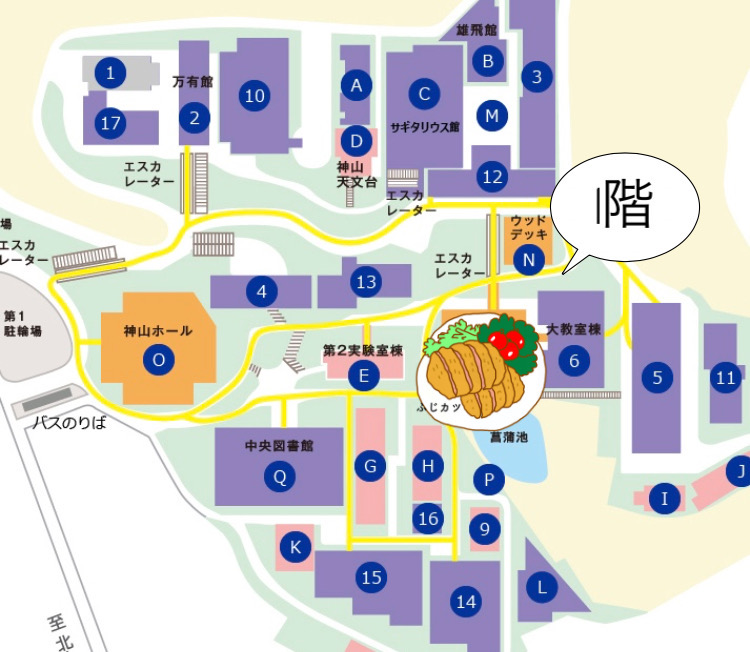 雄飛館
B
3
1
万有館
A
C
10
2
17
M
サギタリウス館
D
エスカ
レーター
神山
天文台
12
エスカ
レーター
1階
場
エスカ
レーター
ウッド
デッキ
エスカ
レーター
N
13
4
第1
駐輪場
神山ホール
O
第2実験室棟
E
大教室棟
6
5
11
ふじカツ
バスのりば
菖蒲池
中央図書館
Q
G
H
P
J
I
16
9
K
15
14
L
至
北